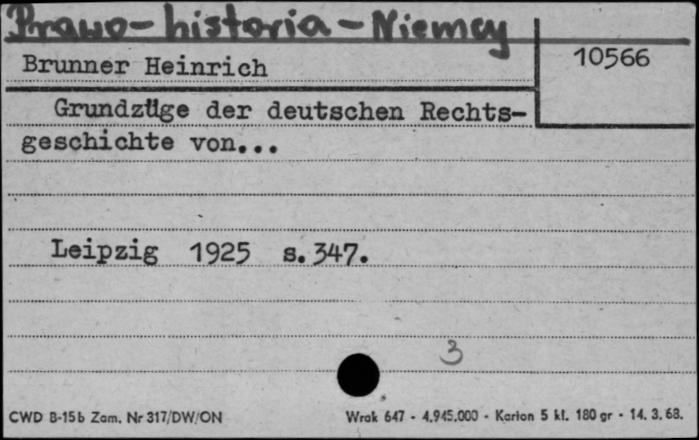 Prawo-historia-Niemcy
10566
Brunner Heinrich
Grundzüge der deutschen Rechts-
geschichte von...
Leipzig 1925 s.347.
3
CWD B-15b Zam. Nr 317/DW/ON Wrak 647 - 4.945.000 - Karton 5 kl. 180 gr - 14.3.68.